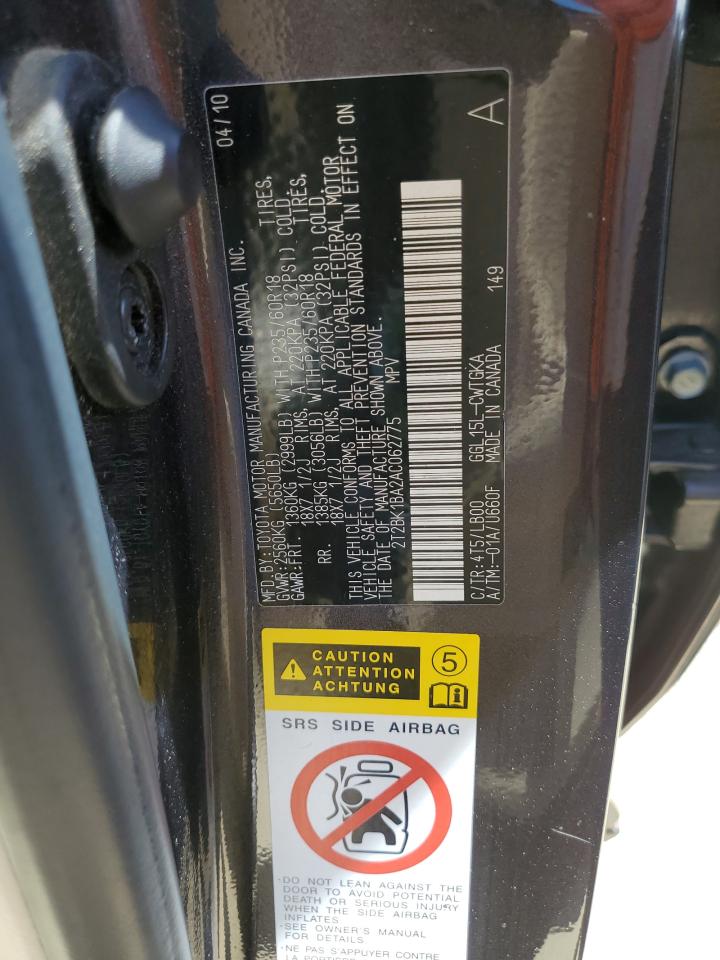 MFD.BY:TOYOTA MOTOR MANUFACTURING CANADA INC. 04/10
GVWR:2560KG (5650LB)
GAWR:FRT. 1360KG (2999LB) WITH P235/60R18 TIRES,
18X7 1/2J RIMS, AT 220KPA (32PSI) COLD.
RR. 1385KG (3056LB) WITH P235/60R18 TIRES,
18X7 1/2J RIMS, AT 220KPA (32PSI) COLD.
THIS VEHICLE CONFORMS TO ALL APPLICABLE FEDERAL MOTOR
VEHICLE SAFETY AND THEFT PREVENTION STANDARDS IN EFFECT ON
THE DATE OF MANUFACTURE SHOWN ABOVE.
2T2BK1BA2AC062775 MPV
C/TR:4T5/LB00 GGL15L-CWTGKA 149 A
A/TM:-01A/U660F MADE IN CANADA
CAUTION
ATTENTION
ACHTUNG
5
SRS SIDE AIRBAG
·DO NOT LEAN AGAINST THE
DOOR TO AVOID POTENTIAL
DEATH OR SERIOUS INJURY
WHEN THE SIDE AIRBAG
INFLATES.
·SEE OWNER'S MANUAL
FOR DETAILS.
·NE PAS S'APPUYER CONTRE